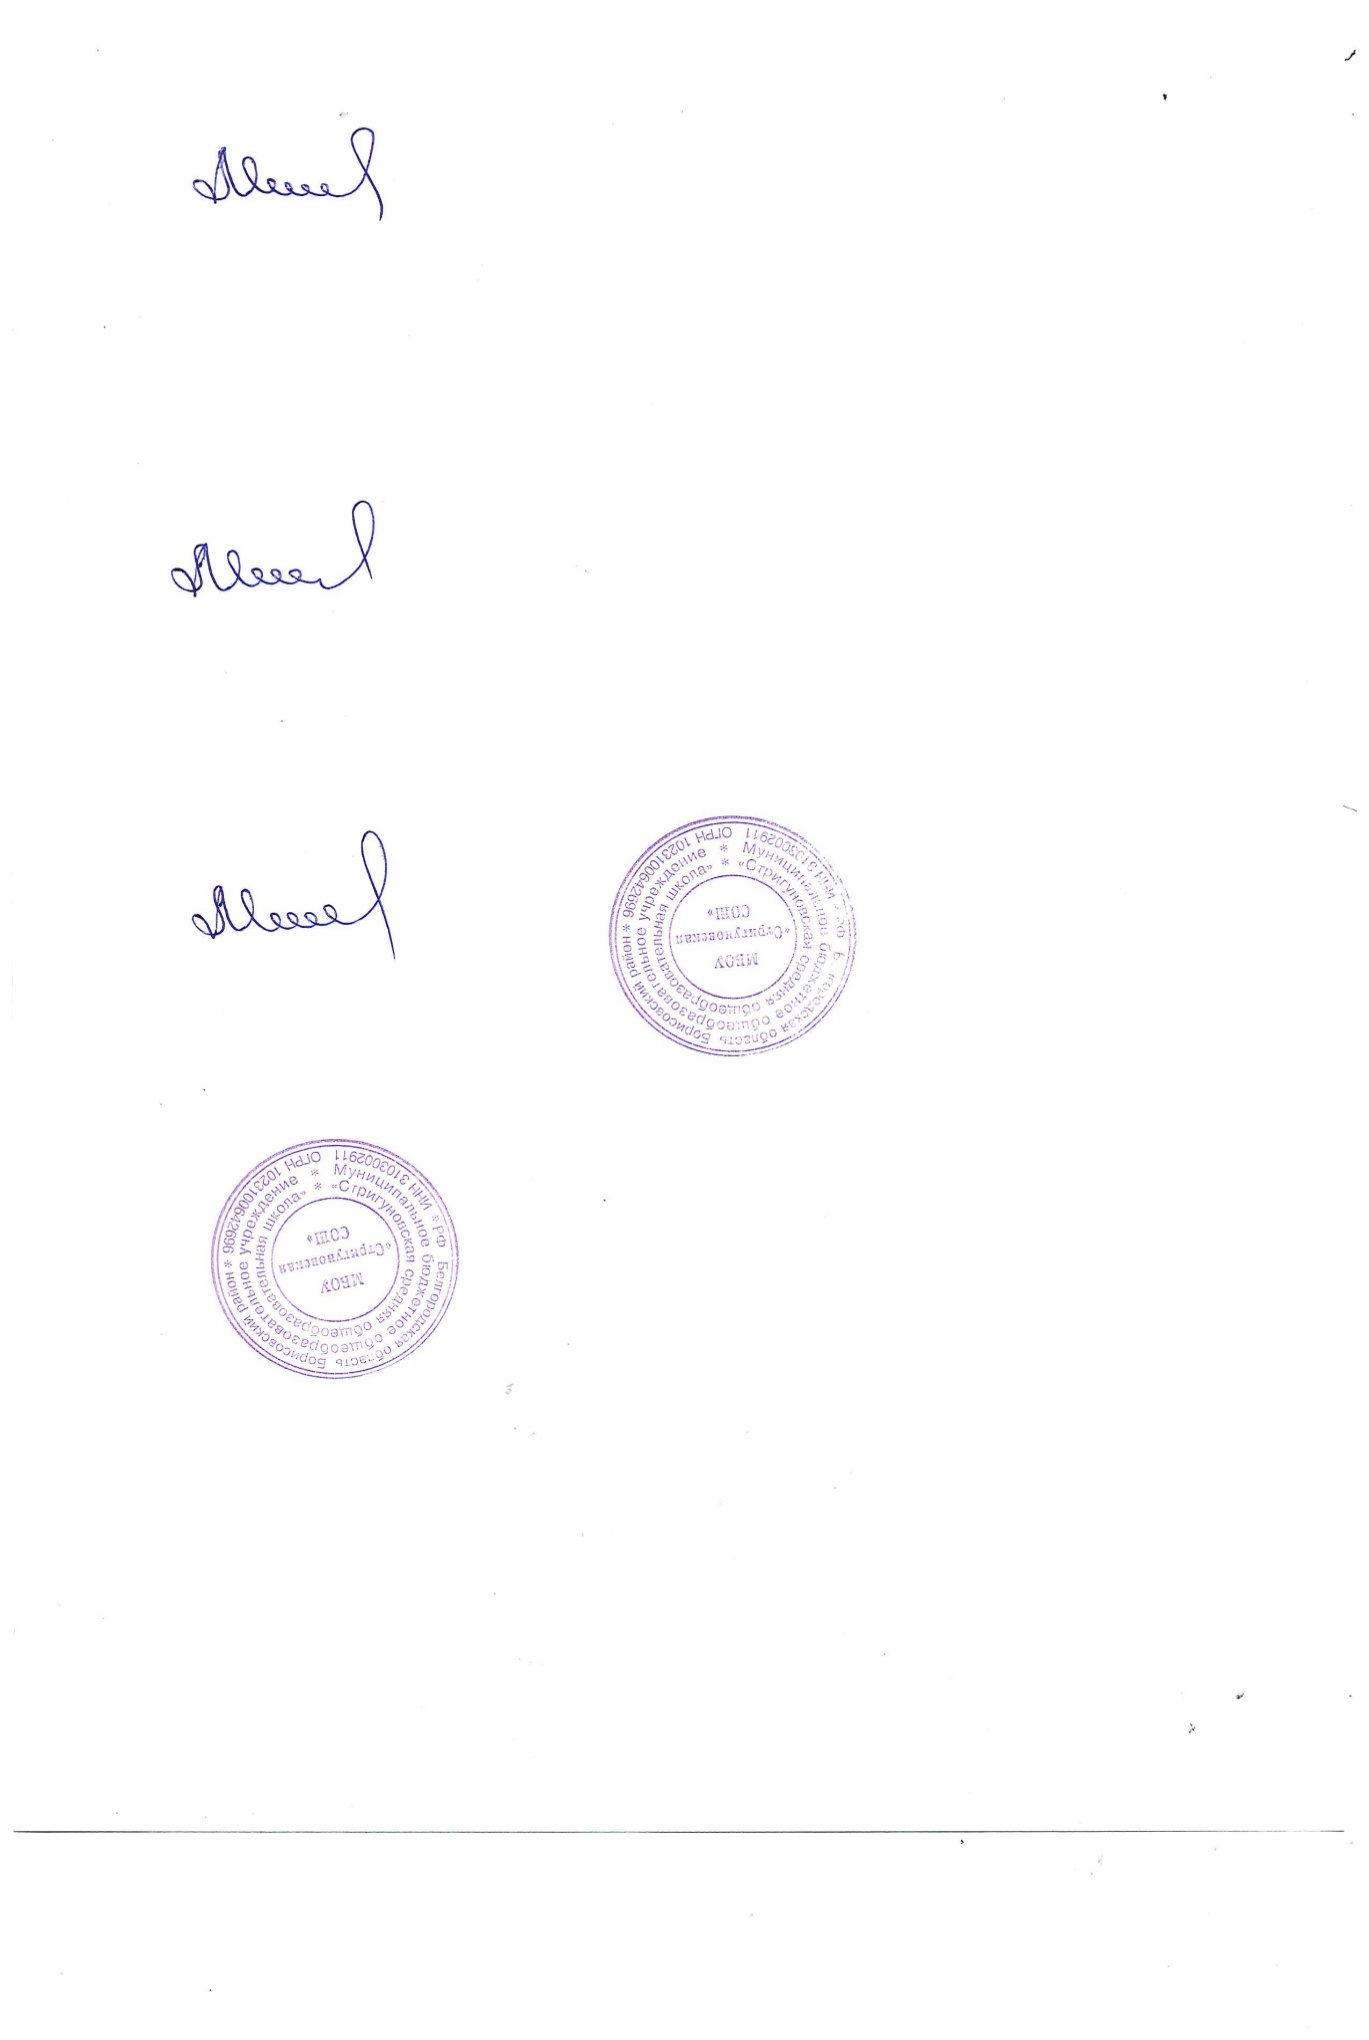 * РФ Белгородская область Борисовский район * ОГРН 1023100642696 ИНН 3103002911
* Муниципальное бюджетное общеобразовательное учреждение
* «Стригуновская средняя общеобразовательная школа»
МБОУ
«Стригуновская
СОШ»
* РФ Белгородская область Борисовский район * ОГРН 1023100642696 ИНН 3103002911
* Муниципальное бюджетное общеобразовательное учреждение
* «Стригуновская средняя общеобразовательная школа»
МБОУ
«Стригуновская
СОШ»